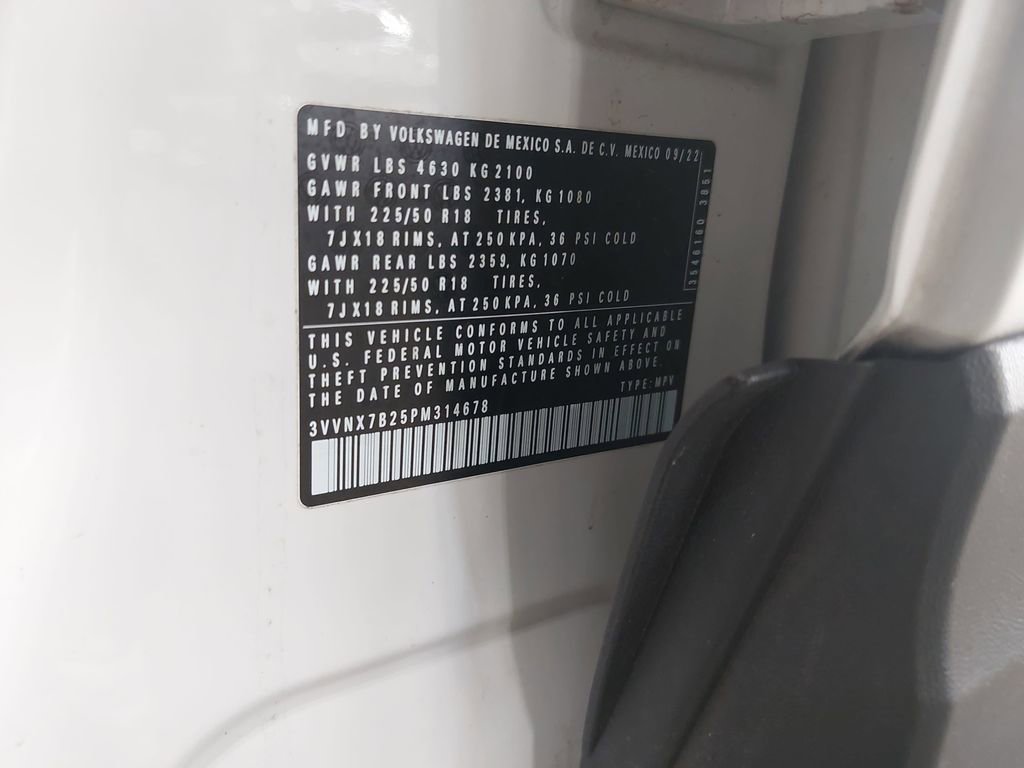 MFD BY VOLKSWAGEN DE MEXICO S.A. DE C.V. MEXICO 09/22
GVWR LBS 4630 KG 2100
GAWR FRONT LBS 2381, KG 1080
WITH 225/50 R18 TIRES,
7JX18 RIMS, AT 250 KPA, 36 PSI COLD
GAWR REAR LBS 2359, KG 1070
WITH 225/50 R18 TIRES,
7JX18 RIMS, AT 250 KPA, 36 PSI COLD
3546160 3851
THIS VEHICLE CONFORMS TO ALL APPLICABLE
U.S. FEDERAL MOTOR VEHICLE SAFETY AND
THEFT PREVENTION STANDARDS IN EFFECT ON
THE DATE OF MANUFACTURE SHOWN ABOVE.
TYPE: MPV
3VVNX7B25PM314678